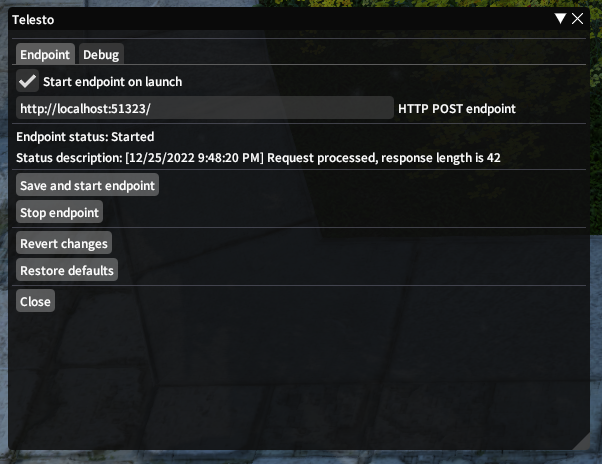 Telesto
Endpoint Debug
Start endpoint on launch
http://localhost:51323/ HTTP POST endpoint
Endpoint status: Started
Status description: [12/25/2022 9:48:20 PM] Request processed, response length is 42
Save and start endpoint
Stop endpoint
Revert changes
Restore defaults
Close